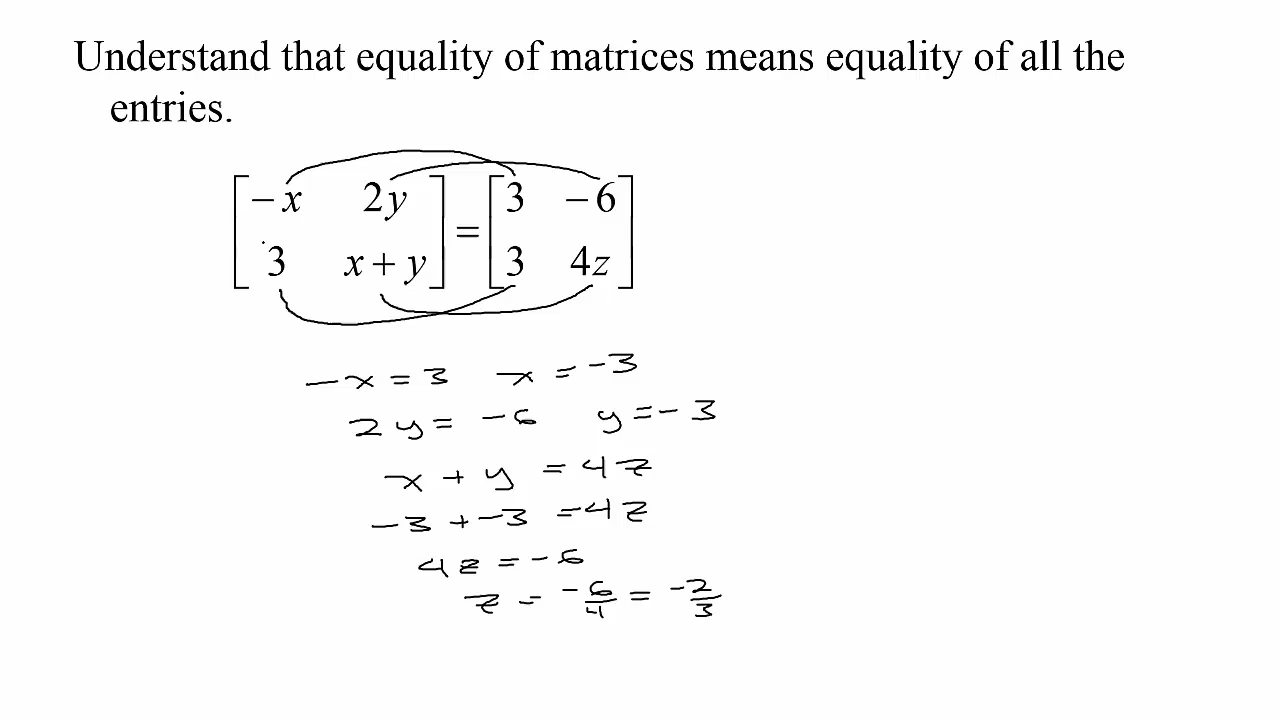 Understand that equality of matrices means equality of all the
entries.
[ -x 2y ] = [ 3 -6 ]
[ 3 x + y ] [ 3 4z ]
-x = 3 x = -3
2y = -6 y = -3
x + y = 4z
-3 + -3 = 4z
4z = -6
z = -6/4 = -2/3